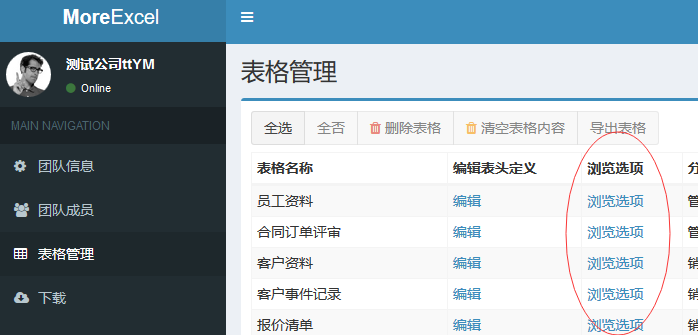 MoreExcel
测试公司ttYM
Online
MAIN NAVIGATION
团队信息
团队成员
表格管理
下载
表格管理
全选 全否 删除表格 清空表格内容 导出表格
表格名称 编辑表头定义 浏览选项
员工资料 编辑 浏览选项
合同订单评审 编辑 浏览选项
客户资料 编辑 浏览选项
客户事件记录 编辑 浏览选项
报价清单 编辑 浏览选项